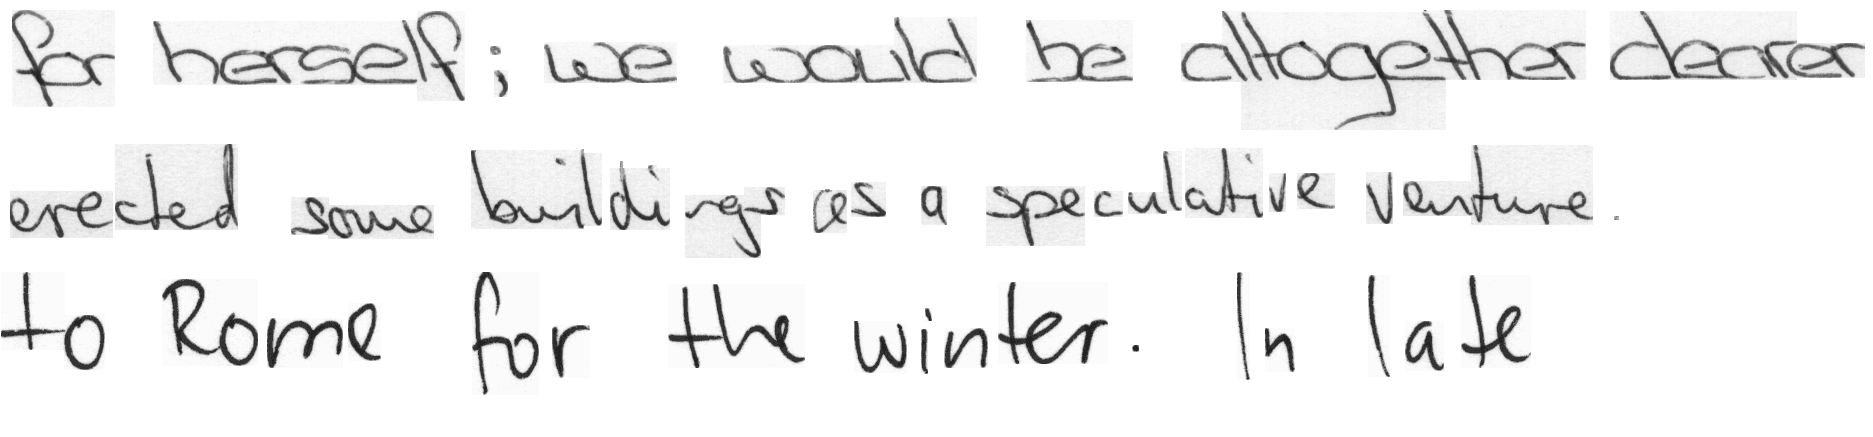 for herself; we would be altogether dearer
erected some buildings as a speculative venture.
to Rome for the winter. In late